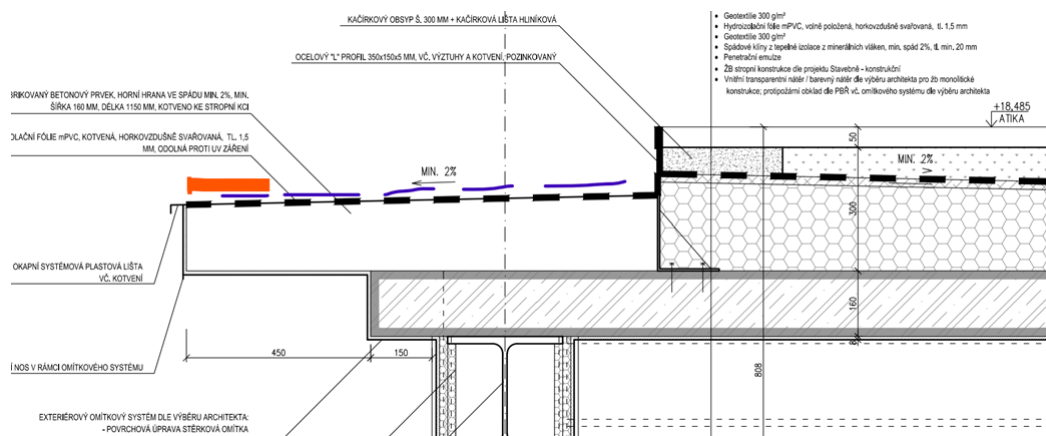 KAČÍRKOVÝ OBSYP Š. 300 MM + KAČÍRKOVÁ LIŠTA HLINÍKOVÁ
OCELOVÝ "L" PROFIL 350x150x5 MM, VČ. VÝZTUHY A KOTVENÍ, POZINKOVANÝ
RIKOVANÝ BETONOVÝ PRVEK, HORNÍ HRANA VE SPÁDU MIN. 2%, MIN.
ŠÍŘKA 160 MM, DÉLKA 1150 MM, KOTVENO KE STROPNÍ KCI
OLAČNÍ FÓLIE mPVC, KOTVENÁ, HORKOVZDUŠNĚ SVAŘOVANÁ, TL. 1,5
MM, ODOLNÁ PROTI UV ZÁŘENÍ
• Geotextilie 300 g/m²
• Hydroizolační fólie mPVC, volně položená, horkovzdušně svařovaná, tl. 1,5 mm
• Geotextilie 300 g/m²
• Spádové klíny z tepelné izolace z minerálních vláken, min. spád 2%, tl. min. 20 mm
• Penetrační emulze
• ŽB stropní konstrukce dle projektu Stavebně - konstrukční
• Vnitřní transparentní nátěr / barevný nátěr dle výběru architekta pro žb monolitické
konstrukce; protipožární obklad dle PBŘ vč. omítkového systému dle výběru architekta
+18,485
ATIKA
50
MIN. 2%
MIN. 2%
300
OKAPNÍ SYSTÉMOVÁ PLASTOVÁ LIŠTA
VČ. KOTVENÍ
160
450
150
808
Í NOS V RÁMCI OMÍTKOVÉHO SYSTÉMU
EXTERIÉROVÝ OMÍTKOVÝ SYSTÉM DLE VÝBĚRU ARCHITEKTA:
- POVRCHOVÁ ÚPRAVA STĚRKOVÁ OMÍTKA